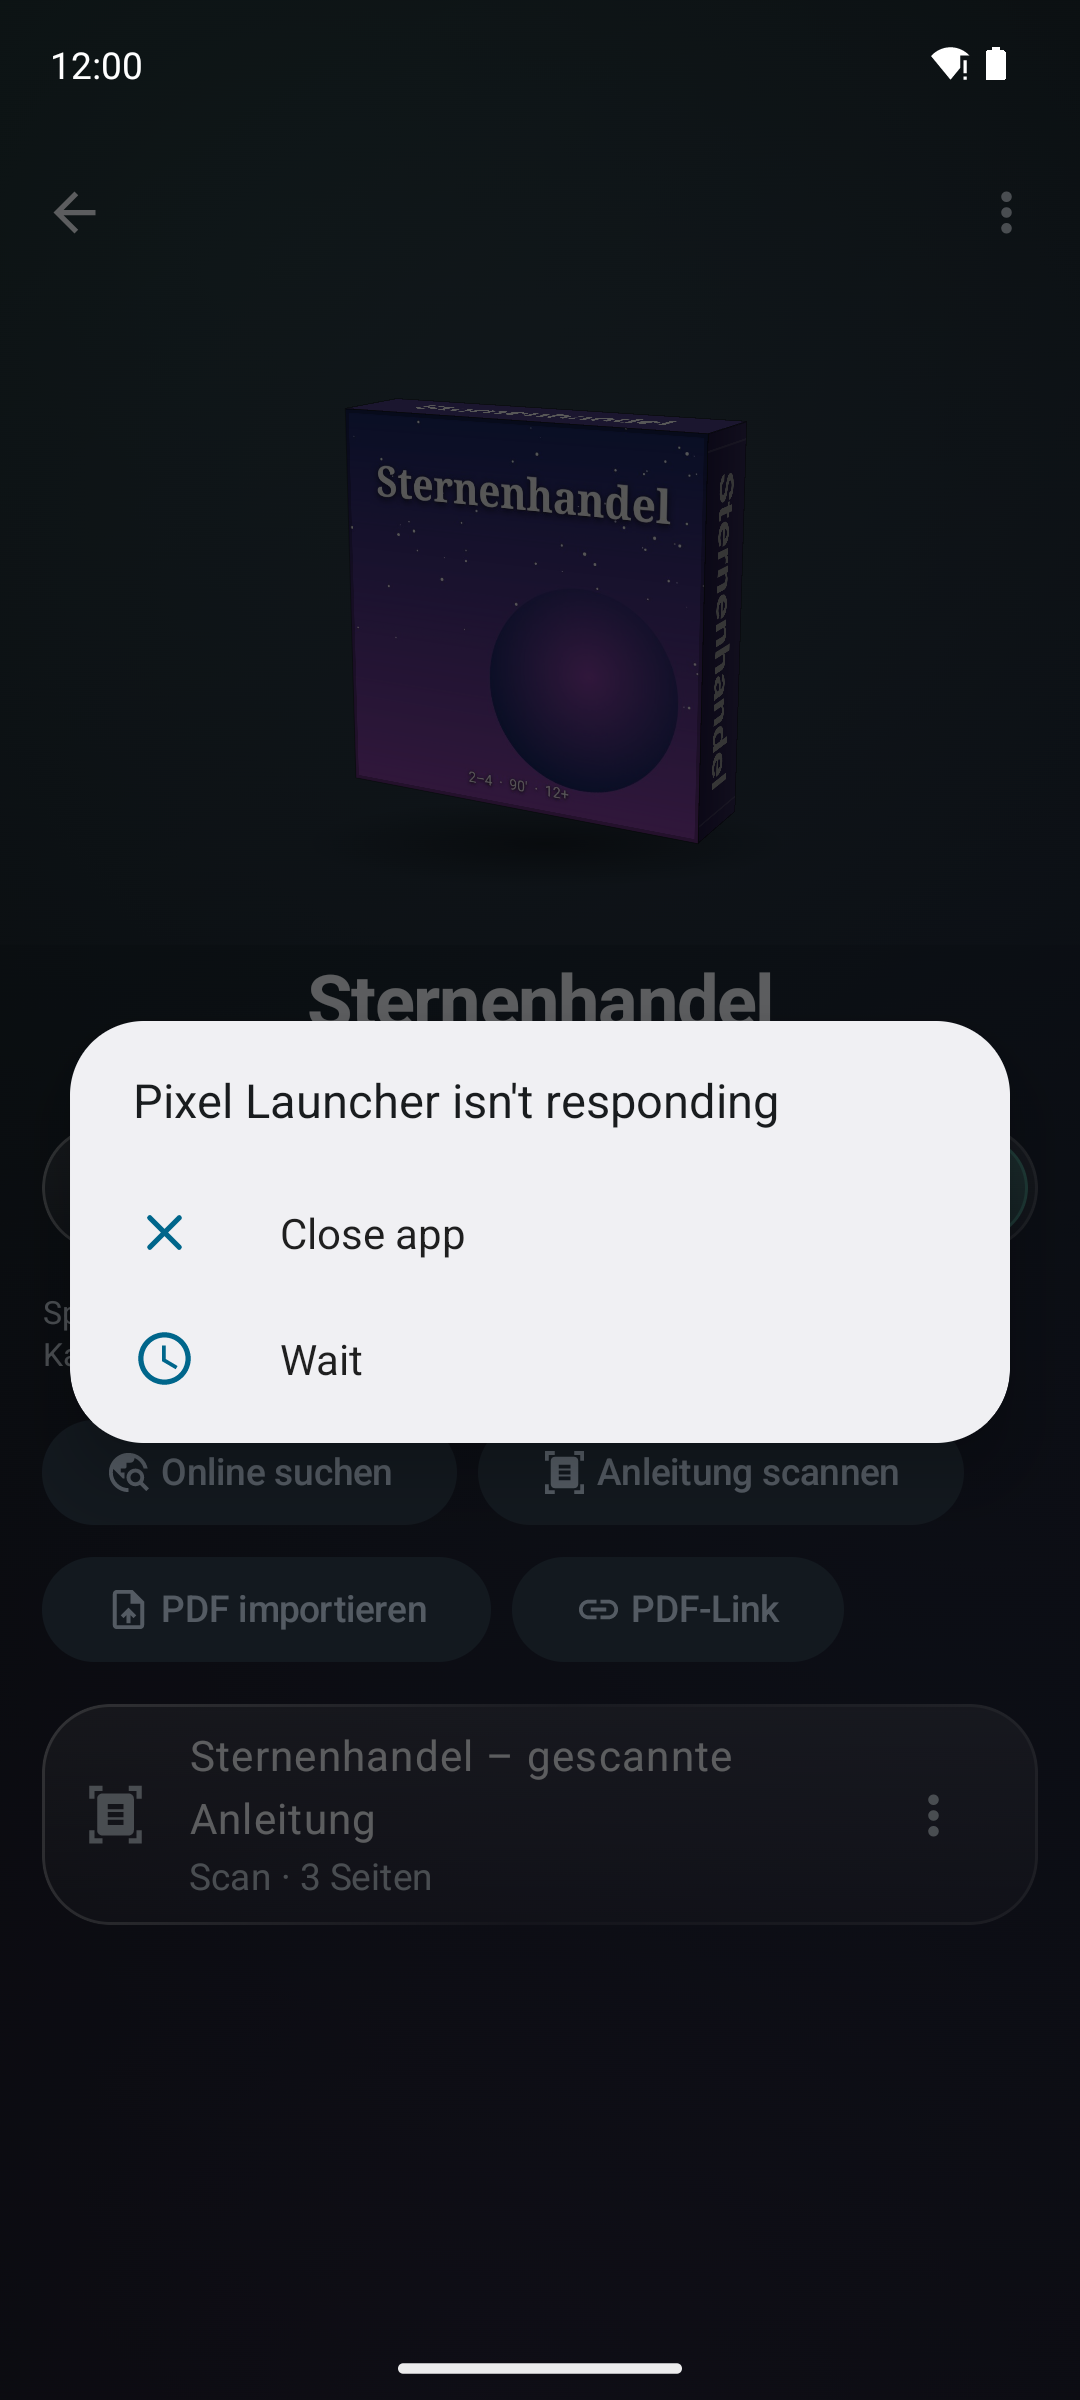 12:00
Sternenhandel
Sternenhandel
Sternenhandel
2–4 · 90' · 12+
Sternenhandel
Pixel Launcher isn't responding
Close app
Wait
Online suchen
Anleitung scannen
PDF importieren
PDF-Link
Sternenhandel – gescannte
Anleitung
Scan · 3 Seiten